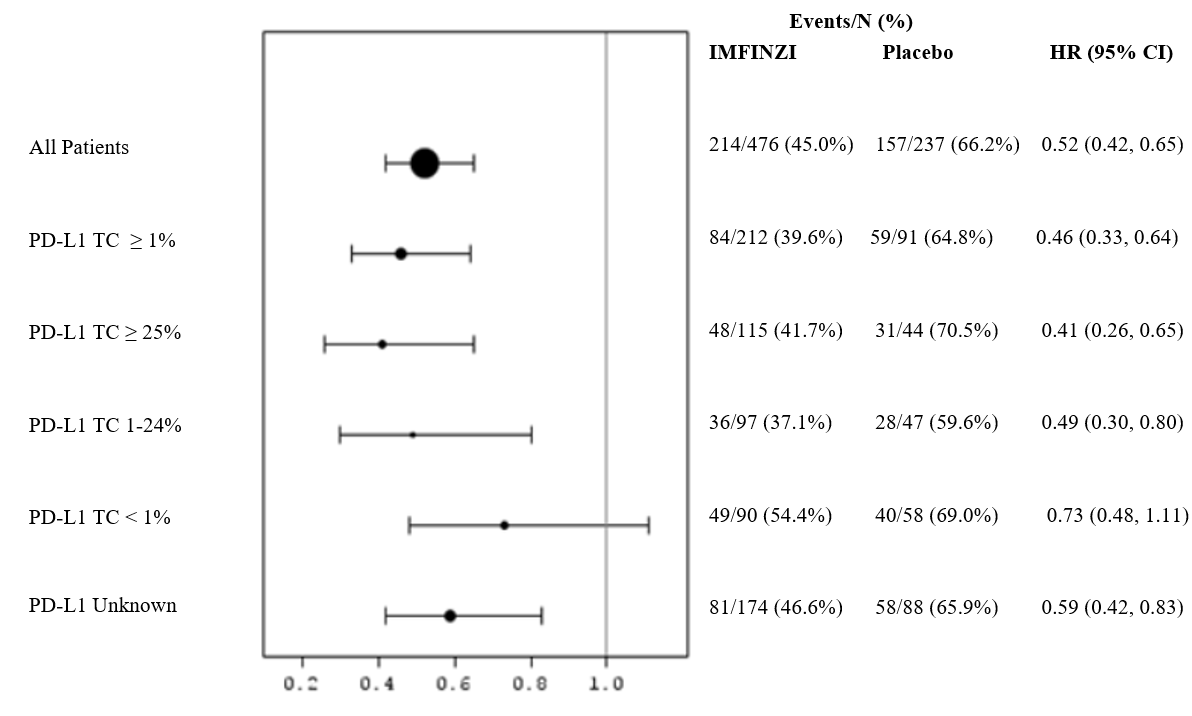 Events/N (%)
IMFINZI Placebo HR (95% CI)
All Patients 214/476 (45.0%) 157/237 (66.2%) 0.52 (0.42, 0.65)
PD-L1 TC ≥ 1% 84/212 (39.6%) 59/91 (64.8%) 0.46 (0.33, 0.64)
PD-L1 TC ≥ 25% 48/115 (41.7%) 31/44 (70.5%) 0.41 (0.26, 0.65)
PD-L1 TC 1-24% 36/97 (37.1%) 28/47 (59.6%) 0.49 (0.30, 0.80)
PD-L1 TC < 1% 49/90 (54.4%) 40/58 (69.0%) 0.73 (0.48, 1.11)
PD-L1 Unknown 81/174 (46.6%) 58/88 (65.9%) 0.59 (0.42, 0.83)
0.2 0.4 0.6 0.8 1.0